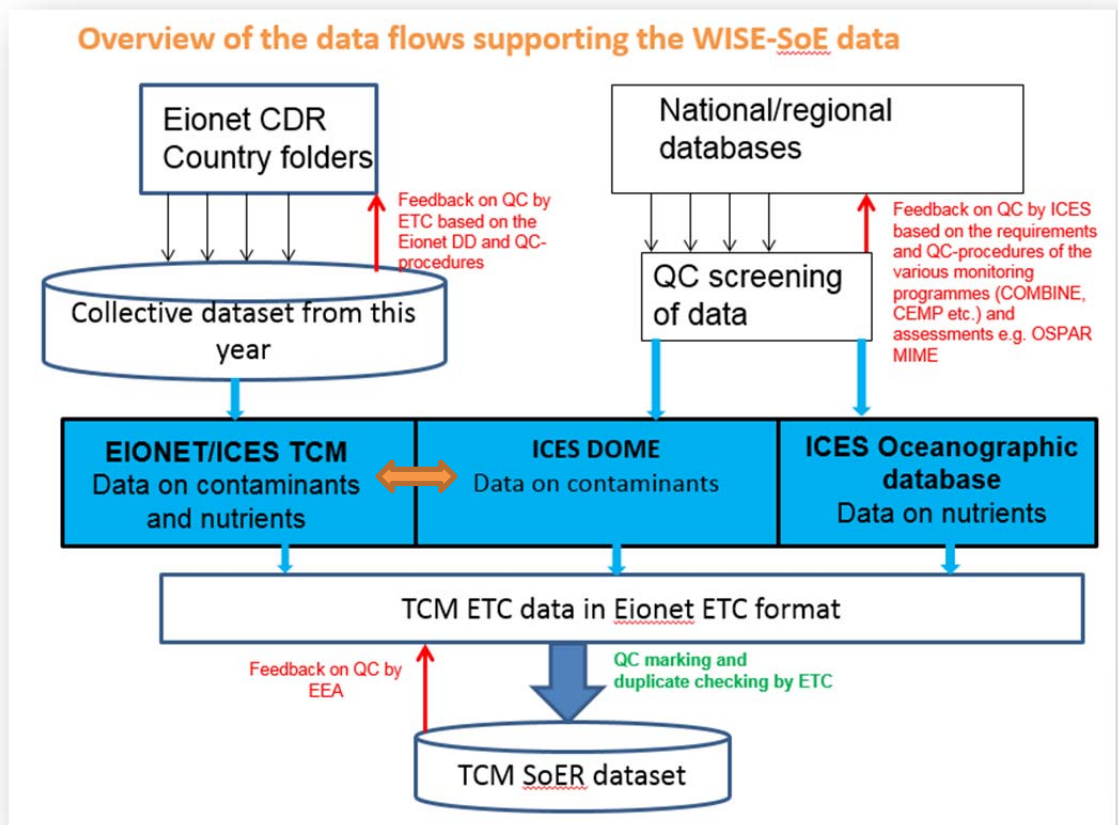 Overview of the data flows supporting the WISE-SoE data
Eionet CDR
Country folders
National/regional
databases
Feedback on QC by
ETC based on the
Eionet DD and QC-
procedures
Feedback on QC by ICES
based on the requirements
and QC-procedures of the
various monitoring
programmes (COMBINE,
CEMP etc.) and
assessments e.g. OSPAR
MIME
QC screening
of data
Collective dataset from this
year
EIONET/ICES TCM
Data on contaminants
and nutrients
ICES DOME
Data on contaminants
ICES Oceanographic
database
Data on nutrients
TCM ETC data in Eionet ETC format
Feedback on QC by
EEA
QC marking and
duplicate checking by ETC
TCM SoER dataset